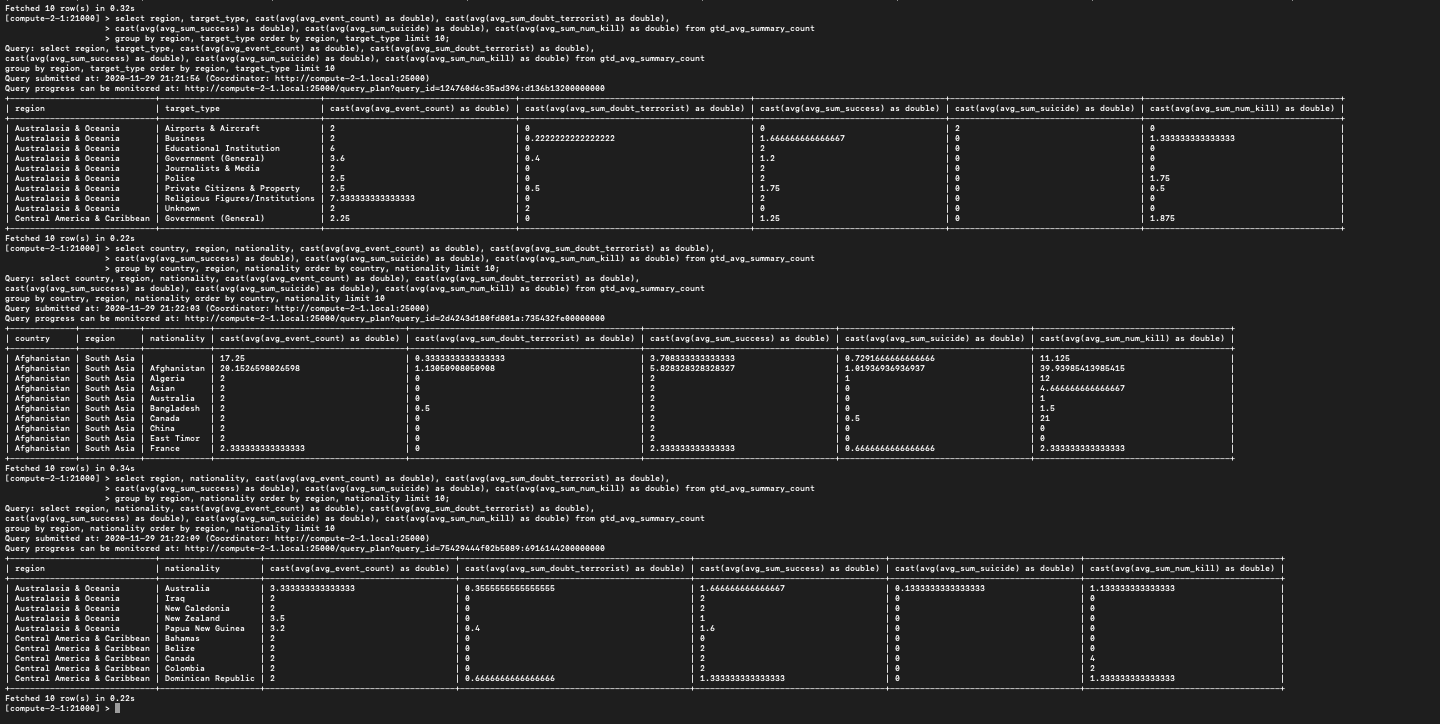 Fetched 10 row(s) in 0.32s
[compute-2-1:21000] > select region, target_type, cast(avg(avg_event_count) as double), cast(avg(avg_sum_doubt_terrorist) as double),
> cast(avg(avg_sum_success) as double), cast(avg(avg_sum_suicide) as double), cast(avg(avg_sum_num_kill) as double) from gtd_avg_summary_count
> group by region, target_type order by region, target_type limit 10;
Query: select region, target_type, cast(avg(avg_event_count) as double), cast(avg(avg_sum_doubt_terrorist) as double),
cast(avg(avg_sum_success) as double), cast(avg(avg_sum_suicide) as double), cast(avg(avg_sum_num_kill) as double) from gtd_avg_summary_count
group by region, target_type order by region, target_type limit 10
Query submitted at: 2020-11-29 21:21:56 (Coordinator: http://compute-2-1.local:25000)
Query progress can be monitored at: http://compute-2-1.local:25000/query_plan?query_id=124760d6c35ad396:d136b13200000000
| region | target_type | cast(avg(avg_event_count) as double) | cast(avg(avg_sum_doubt_terrorist) as double) | cast(avg(avg_sum_success) as double) | cast(avg(avg_sum_suicide) as double) | cast(avg(avg_sum_num_kill) as double) |
| Australasia & Oceania | Airports & Aircraft | 2 | 0 | 0 | 2 | 0 |
| Australasia & Oceania | Business | 2 | 0.2222222222222222 | 1.666666666666667 | 0 | 1.333333333333333 |
| Australasia & Oceania | Educational Institution | 6 | 0 | 2 | 0 | 0 |
| Australasia & Oceania | Government (General) | 3.6 | 0.4 | 1.2 | 0 | 0 |
| Australasia & Oceania | Journalists & Media | 2 | 0 | 2 | 0 | 0 |
| Australasia & Oceania | Police | 2.5 | 0 | 2 | 0 | 1.75 |
| Australasia & Oceania | Private Citizens & Property | 2.5 | 0.5 | 1.75 | 0 | 0.5 |
| Australasia & Oceania | Religious Figures/Institutions | 7.333333333333333 | 0 | 2 | 0 | 0 |
| Australasia & Oceania | Unknown | 2 | 2 | 0 | 0 | 0 |
| Central America & Caribbean | Government (General) | 2.25 | 0 | 1.25 | 0 | 1.875 |
Fetched 10 row(s) in 0.22s
[compute-2-1:21000] > select country, region, nationality, cast(avg(avg_event_count) as double), cast(avg(avg_sum_doubt_terrorist) as double),
> cast(avg(avg_sum_success) as double), cast(avg(avg_sum_suicide) as double), cast(avg(avg_sum_num_kill) as double) from gtd_avg_summary_count
> group by country, region, nationality order by country, nationality limit 10;
Query: select country, region, nationality, cast(avg(avg_event_count) as double), cast(avg(avg_sum_doubt_terrorist) as double),
cast(avg(avg_sum_success) as double), cast(avg(avg_sum_suicide) as double), cast(avg(avg_sum_num_kill) as double) from gtd_avg_summary_count
group by country, region, nationality order by country, nationality limit 10
Query submitted at: 2020-11-29 21:22:03 (Coordinator: http://compute-2-1.local:25000)
Query progress can be monitored at: http://compute-2-1.local:25000/query_plan?query_id=2d4243d180fd801a:735432fe00000000
| country | region | nationality | cast(avg(avg_event_count) as double) | cast(avg(avg_sum_doubt_terrorist) as double) | cast(avg(avg_sum_success) as double) | cast(avg(avg_sum_suicide) as double) | cast(avg(avg_sum_num_kill) as double) |
| Afghanistan | South Asia | | 17.25 | 0.3333333333333333 | 3.708333333333333 | 0.7291666666666666 | 11.125 |
| Afghanistan | South Asia | Afghanistan | 20.1526598026598 | 1.13050908050908 | 5.828328328328327 | 1.01936936936937 | 39.93985413985415 |
| Afghanistan | South Asia | Algeria | 2 | 0 | 2 | 1 | 12 |
| Afghanistan | South Asia | Asian | 2 | 0 | 2 | 0 | 4.666666666666667 |
| Afghanistan | South Asia | Australia | 2 | 0 | 2 | 0 | 1 |
| Afghanistan | South Asia | Bangladesh | 2 | 0.5 | 2 | 0 | 1.5 |
| Afghanistan | South Asia | Canada | 2 | 0 | 2 | 0.5 | 21 |
| Afghanistan | South Asia | China | 2 | 0 | 2 | 0 | 0 |
| Afghanistan | South Asia | East Timor | 2 | 0 | 2 | 0 | 0 |
| Afghanistan | South Asia | France | 2.333333333333333 | 0 | 2.333333333333333 | 0.6666666666666666 | 2.333333333333333 |
Fetched 10 row(s) in 0.34s
[compute-2-1:21000] > select region, nationality, cast(avg(avg_event_count) as double), cast(avg(avg_sum_doubt_terrorist) as double),
> cast(avg(avg_sum_success) as double), cast(avg(avg_sum_suicide) as double), cast(avg(avg_sum_num_kill) as double) from gtd_avg_summary_count
> group by region, nationality order by region, nationality limit 10;
Query: select region, nationality, cast(avg(avg_event_count) as double), cast(avg(avg_sum_doubt_terrorist) as double),
cast(avg(avg_sum_success) as double), cast(avg(avg_sum_suicide) as double), cast(avg(avg_sum_num_kill) as double) from gtd_avg_summary_count
group by region, nationality order by region, nationality limit 10
Query submitted at: 2020-11-29 21:22:09 (Coordinator: http://compute-2-1.local:25000)
Query progress can be monitored at: http://compute-2-1.local:25000/query_plan?query_id=75429444f02b5089:6916144200000000
| region | nationality | cast(avg(avg_event_count) as double) | cast(avg(avg_sum_doubt_terrorist) as double) | cast(avg(avg_sum_success) as double) | cast(avg(avg_sum_suicide) as double) | cast(avg(avg_sum_num_kill) as double) |
| Australasia & Oceania | Australia | 3.333333333333333 | 0.3555555555555555 | 1.666666666666667 | 0.1333333333333333 | 1.133333333333333 |
| Australasia & Oceania | Iraq | 2 | 0 | 2 | 0 | 0 |
| Australasia & Oceania | New Caledonia | 2 | 0 | 2 | 0 | 0 |
| Australasia & Oceania | New Zealand | 3.5 | 0 | 1 | 0 | 0 |
| Australasia & Oceania | Papua New Guinea | 3.2 | 0.4 | 1.6 | 0 | 0 |
| Central America & Caribbean | Bahamas | 2 | 0 | 0 | 0 | 0 |
| Central America & Caribbean | Belize | 2 | 0 | 2 | 0 | 0 |
| Central America & Caribbean | Canada | 2 | 0 | 2 | 0 | 4 |
| Central America & Caribbean | Colombia | 2 | 0 | 2 | 0 | 2 |
| Central America & Caribbean | Dominican Republic | 2 | 0.6666666666666666 | 1.333333333333333 | 0 | 1.333333333333333 |
Fetched 10 row(s) in 0.22s
[compute-2-1:21000] >